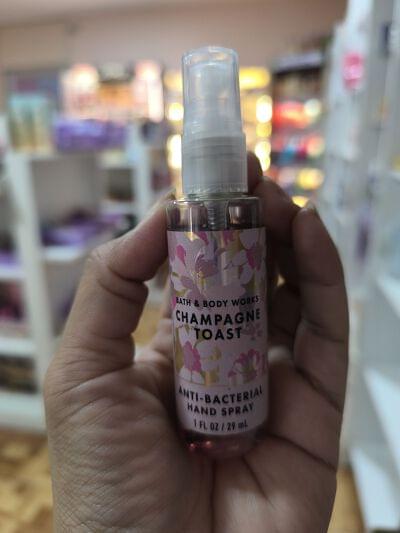 BATH & BODY WORKS
CHAMPAGNE
TOAST
ANTI-BACTERIAL
HAND SPRAY
1 FL OZ / 29 mL